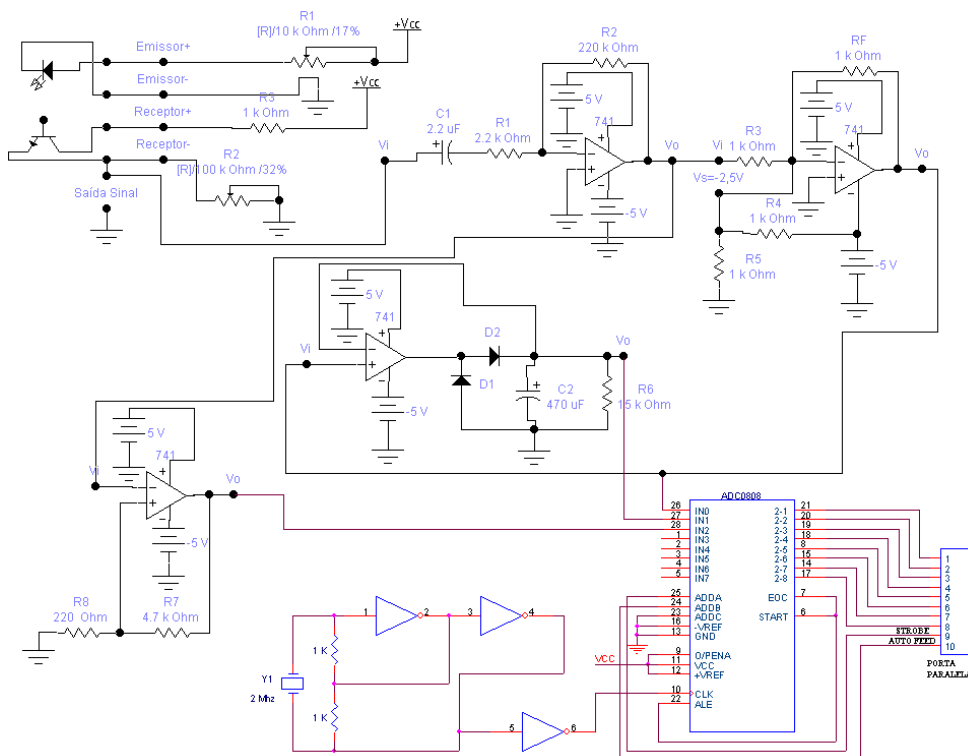 R1
[R]/10 k Ohm /17%
+Vcc
Emissor+
Emissor-
R3
1 k Ohm
+Vcc
Receptor+
Receptor-
R2
[R]/100 k Ohm /32%
Saída Sinal
Vi
C1
2.2 uF
R1
2.2 k Ohm
R2
220 k Ohm
5 V
741
-5 V
Vo
Vi
R3
1 k Ohm
Vs=-2,5V
RF
1 k Ohm
5 V
741
Vo
R4
1 k Ohm
R5
1 k Ohm
-5 V
5 V
741
Vi
-5 V
D2
D1
C2
470 uF
Vo
R6
15 k Ohm
5 V
741
Vi
Vo
-5 V
R8
220 Ohm
R7
4.7 k Ohm
ADC0808
26 IN0 2-1 21
27 IN1 2-2 20
28 IN2 2-3 19
1 IN3 2-4 18
2 IN4 2-5 8
3 IN5 2-6 15
4 IN6 2-7 14
5 IN7 2-8 17
25 ADDA EOC 7
24 ADDB
23 ADDC START 6
16 -VREF
13 GND
9 O/PENA
11 VCC
12 +VREF
10 CLK
22 ALE
VCC
1
2
3
4
5
6
7
8
9
10
STROBE
AUTO FEED
PORTA
PARALELA
1 2
3 4
1 K
Y1
2 Mhz
1 K
5 6